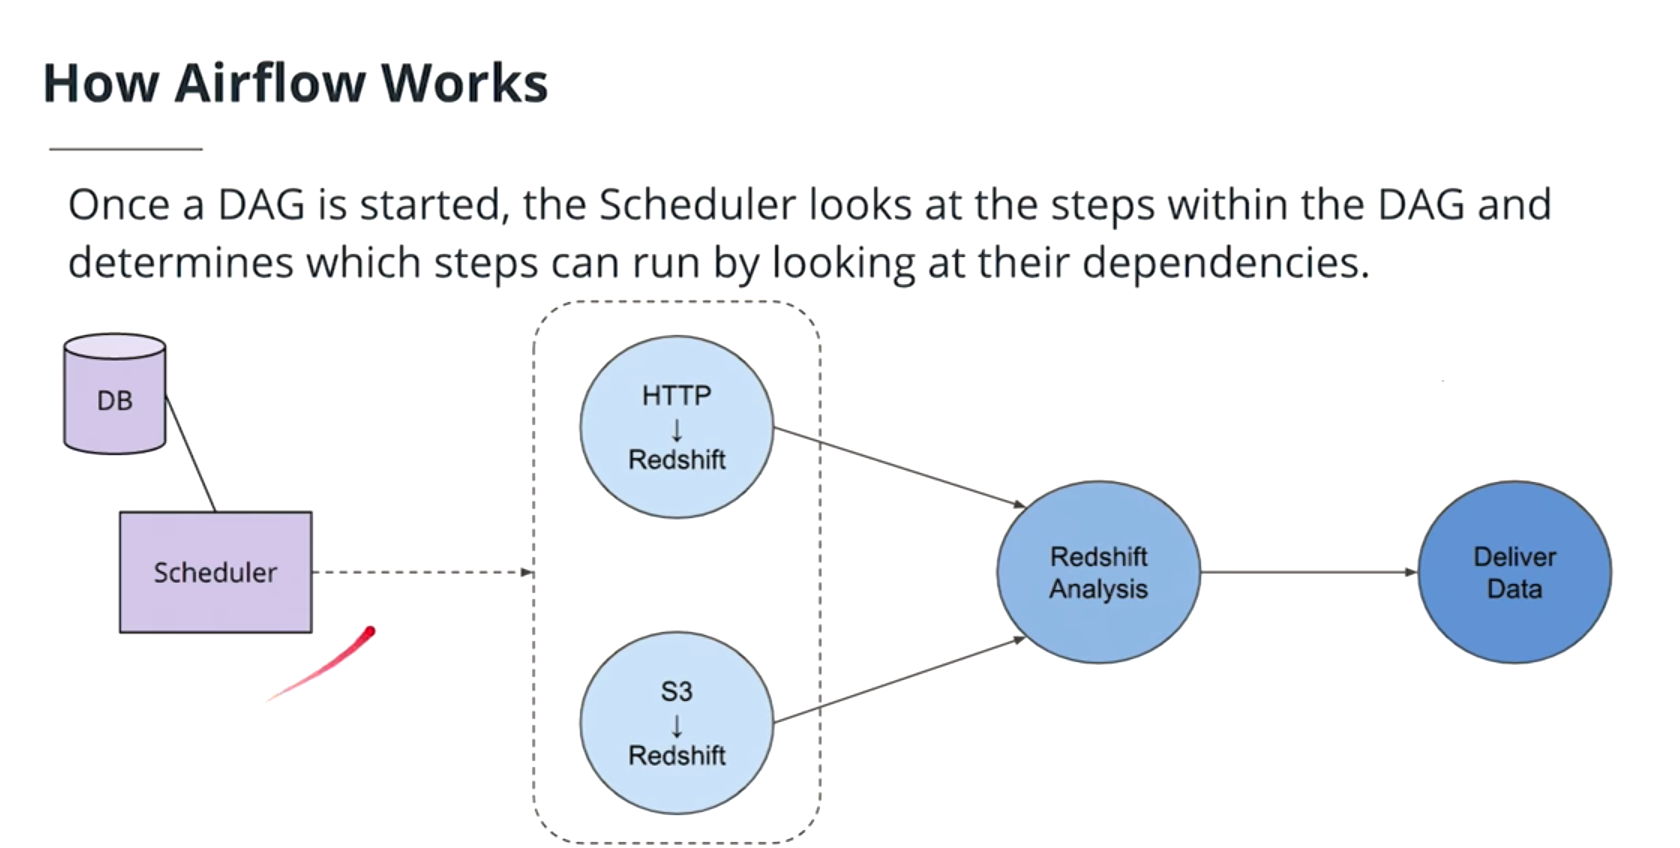 How Airflow Works
Once a DAG is started, the Scheduler looks at the steps within the DAG and
determines which steps can run by looking at their dependencies.
DB
Scheduler
HTTP
↓
Redshift
S3
↓
Redshift
Redshift
Analysis
Deliver
Data